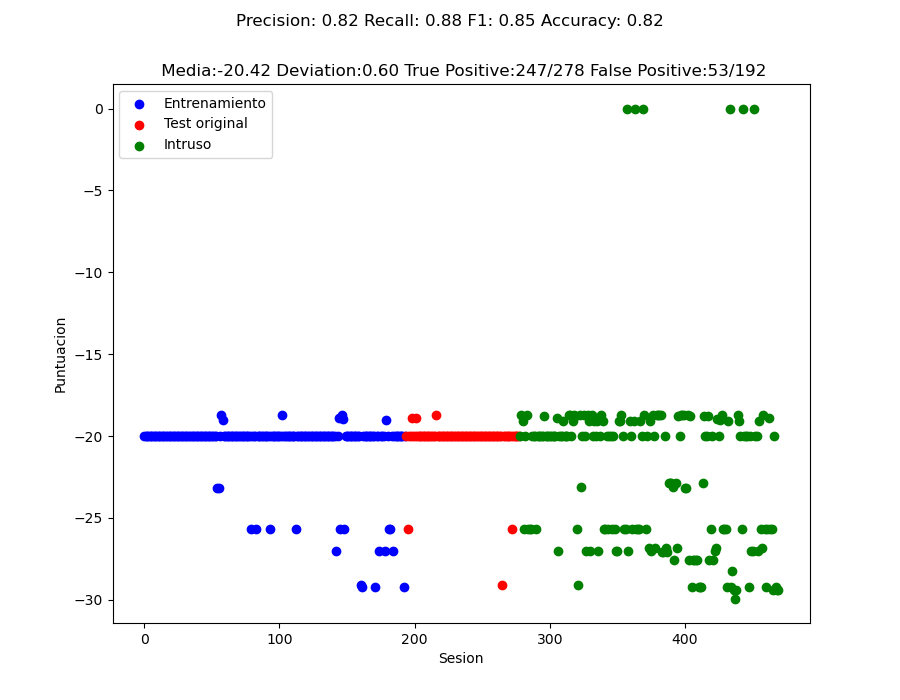 Precision: 0.82 Recall: 0.88 F1: 0.85 Accuracy: 0.82
Media:-20.42 Deviation:0.60 True Positive:247/278 False Positive:53/192
Entrenamiento
Test original
Intruso
0
−5
−10
−15
−20
−25
−30
Puntuacion
0 100 200 300 400
Sesion